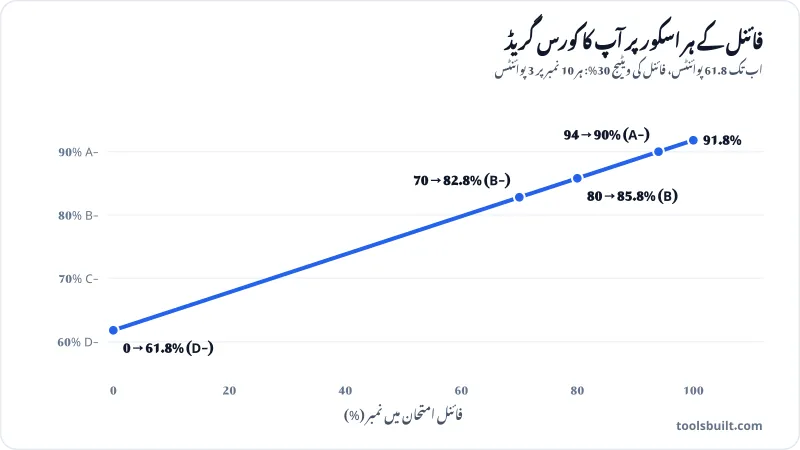 فائنل کے ہر اسکور پر آپ کا کورس گریڈ
اب تک 61.8 پوائنٹس، فائنل کی ویٹیج 30%: ہر 10 نمبر پر 3 پوائنٹس
94→90% (A−)
91.8%
90% A−
70→82.8% (B−)
80→85.8% (B)
80% B−
70% C−
60% D−
0→61.8% (D−)
0 20 40 60 80 100
فائنل امتحان میں نمبر (%)
toolsbuilt.com